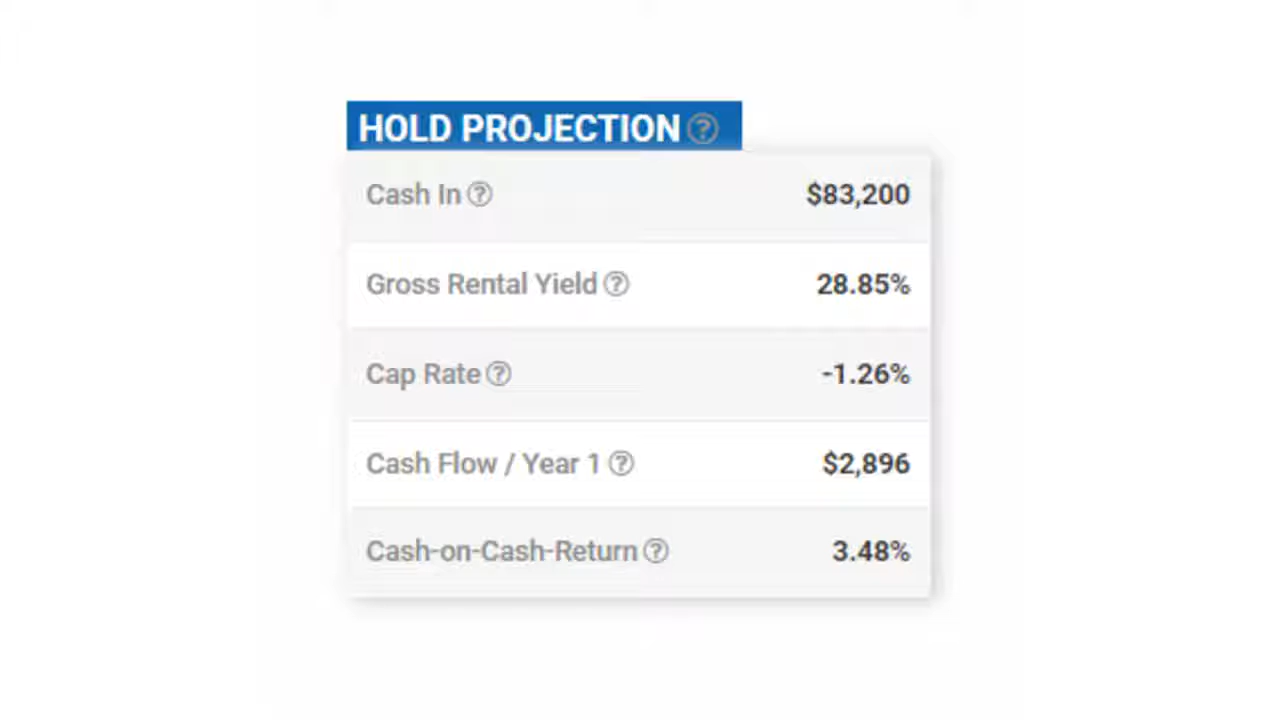 HOLD PROJECTION ?
Cash In ? $83,200
Gross Rental Yield ? 28.85%
Cap Rate ? -1.26%
Cash Flow / Year 1 ? $2,896
Cash-on-Cash-Return ? 3.48%